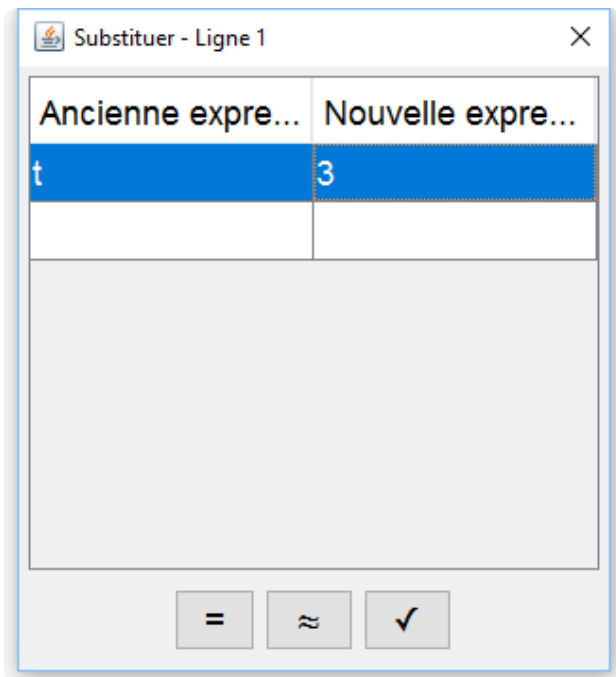 Substituer - Ligne 1
Ancienne expre... Nouvelle expre...
t 3
= ≈ ✓